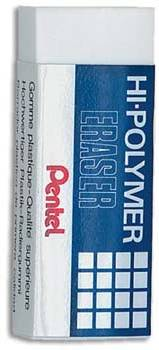 HI-POLYMER
ERASER
Pentel
Gomme plastique-Qualité supérieure
Hochwertiger Plastik-Radiergummi